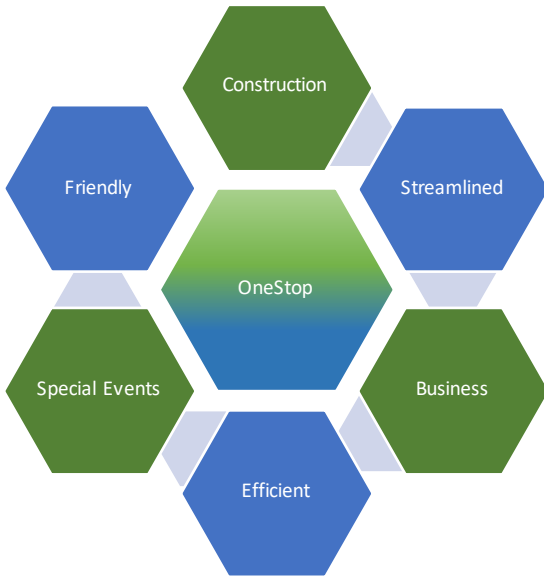 Construction
Friendly
Streamlined
OneStop
Special Events
Business
Efficient